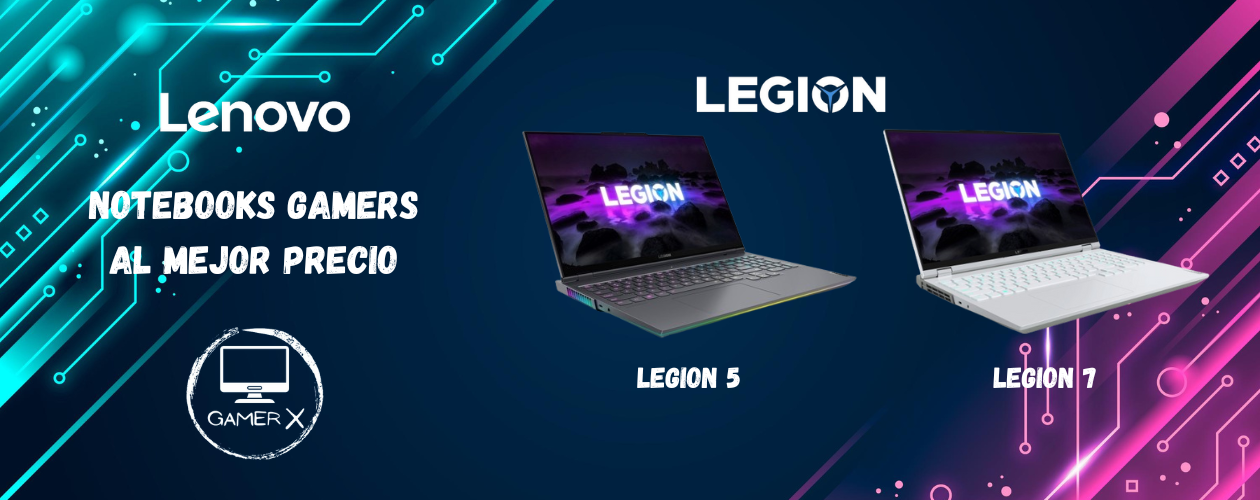 Lenovo
NOTEBOOKS GAMERS
AL MEJOR PRECIO
GAMER X
LEGION
LEGION
LEGION
LEGION 5
LEGION 7